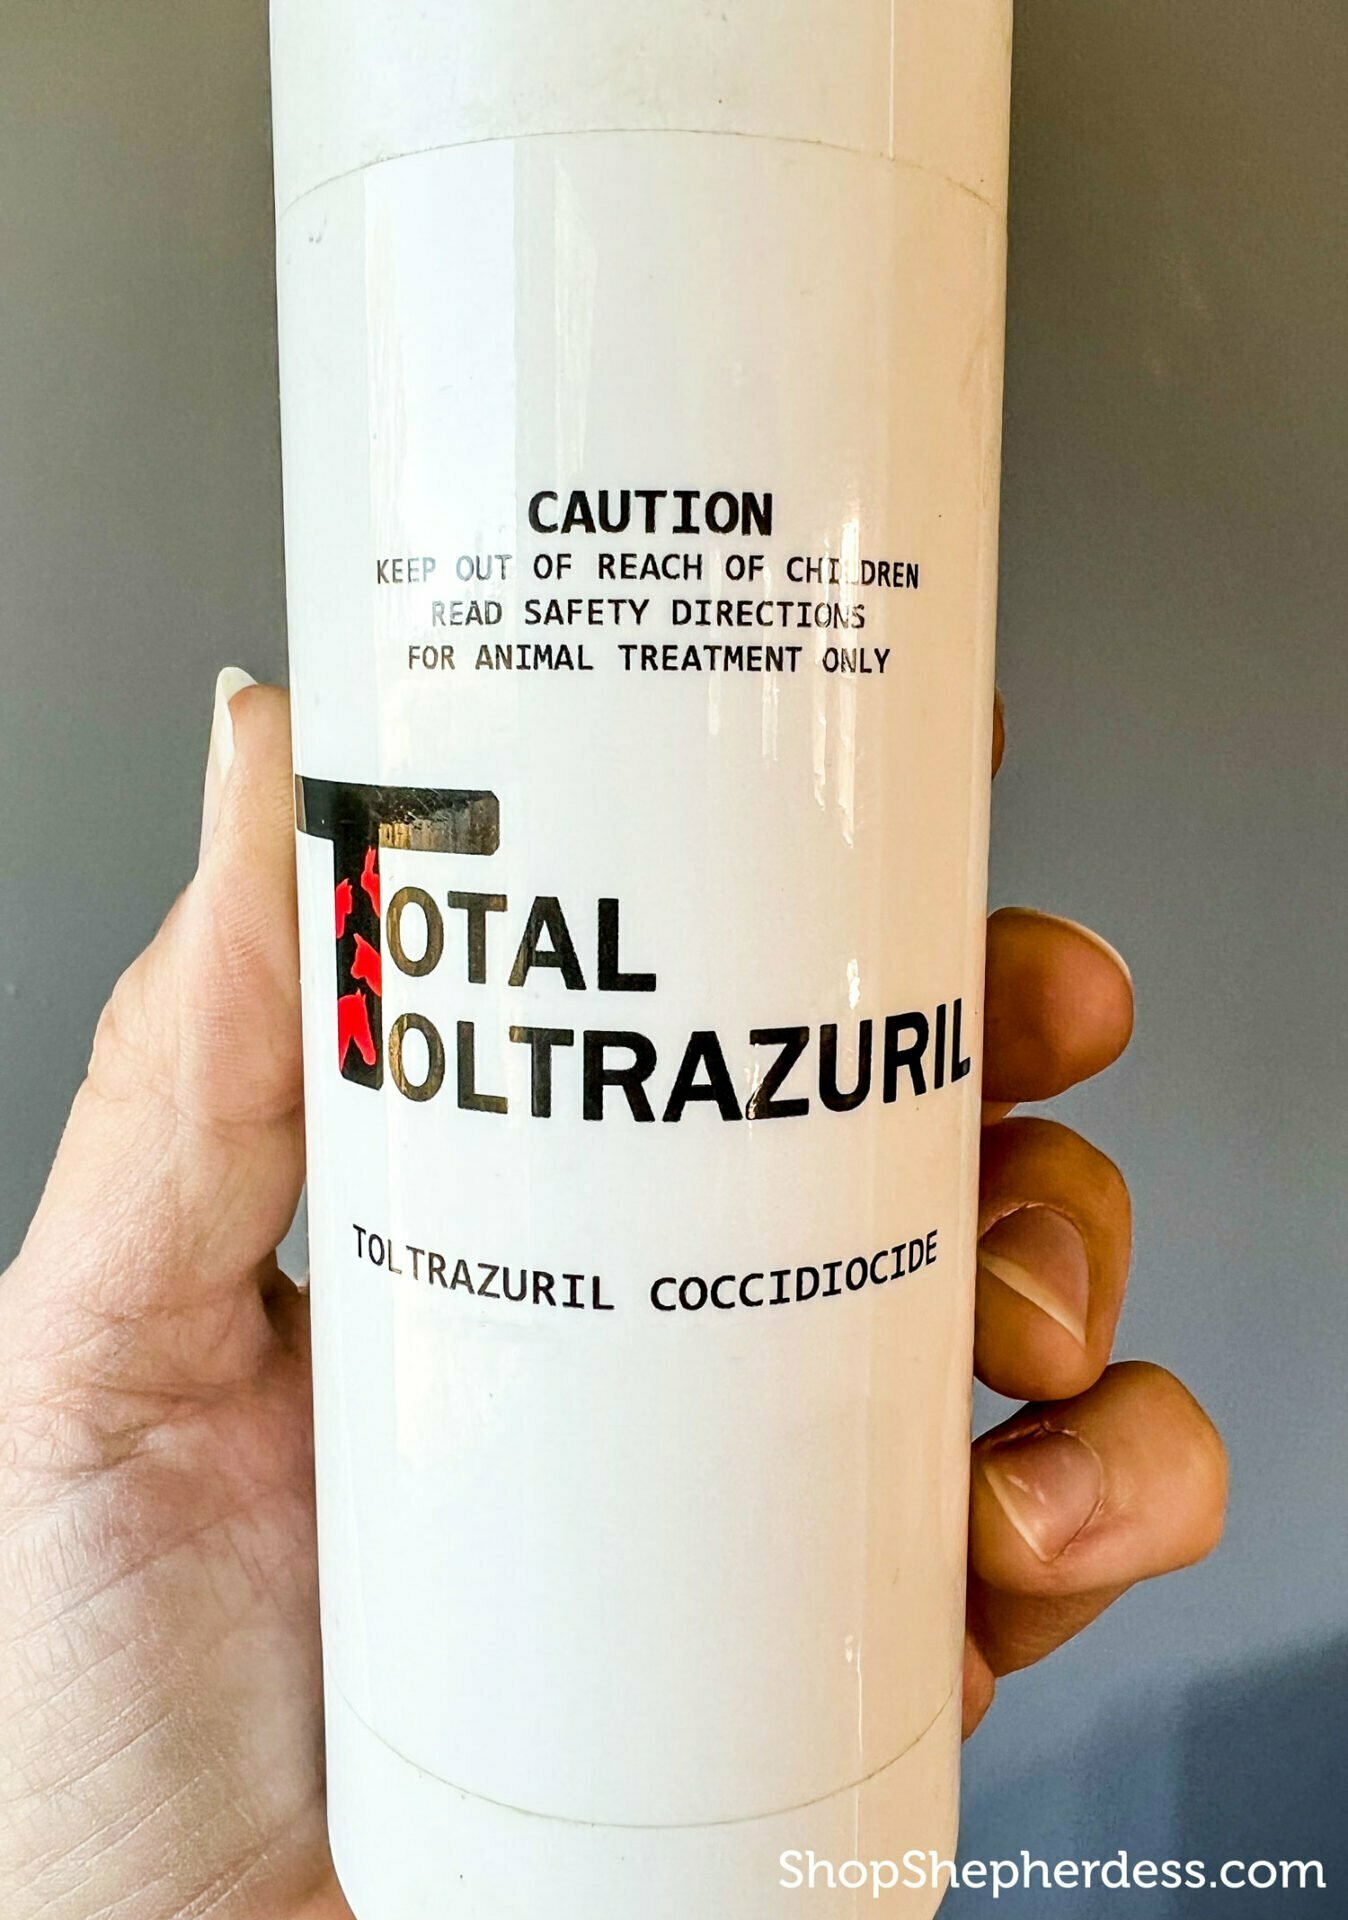 CAUTION
KEEP OUT OF REACH OF CHILDREN
READ SAFETY DIRECTIONS
FOR ANIMAL TREATMENT ONLY
TOTAL
TOLTRAZURIL
TOLTRAZURIL COCCIDIOCIDE
ShopShepherdess.com